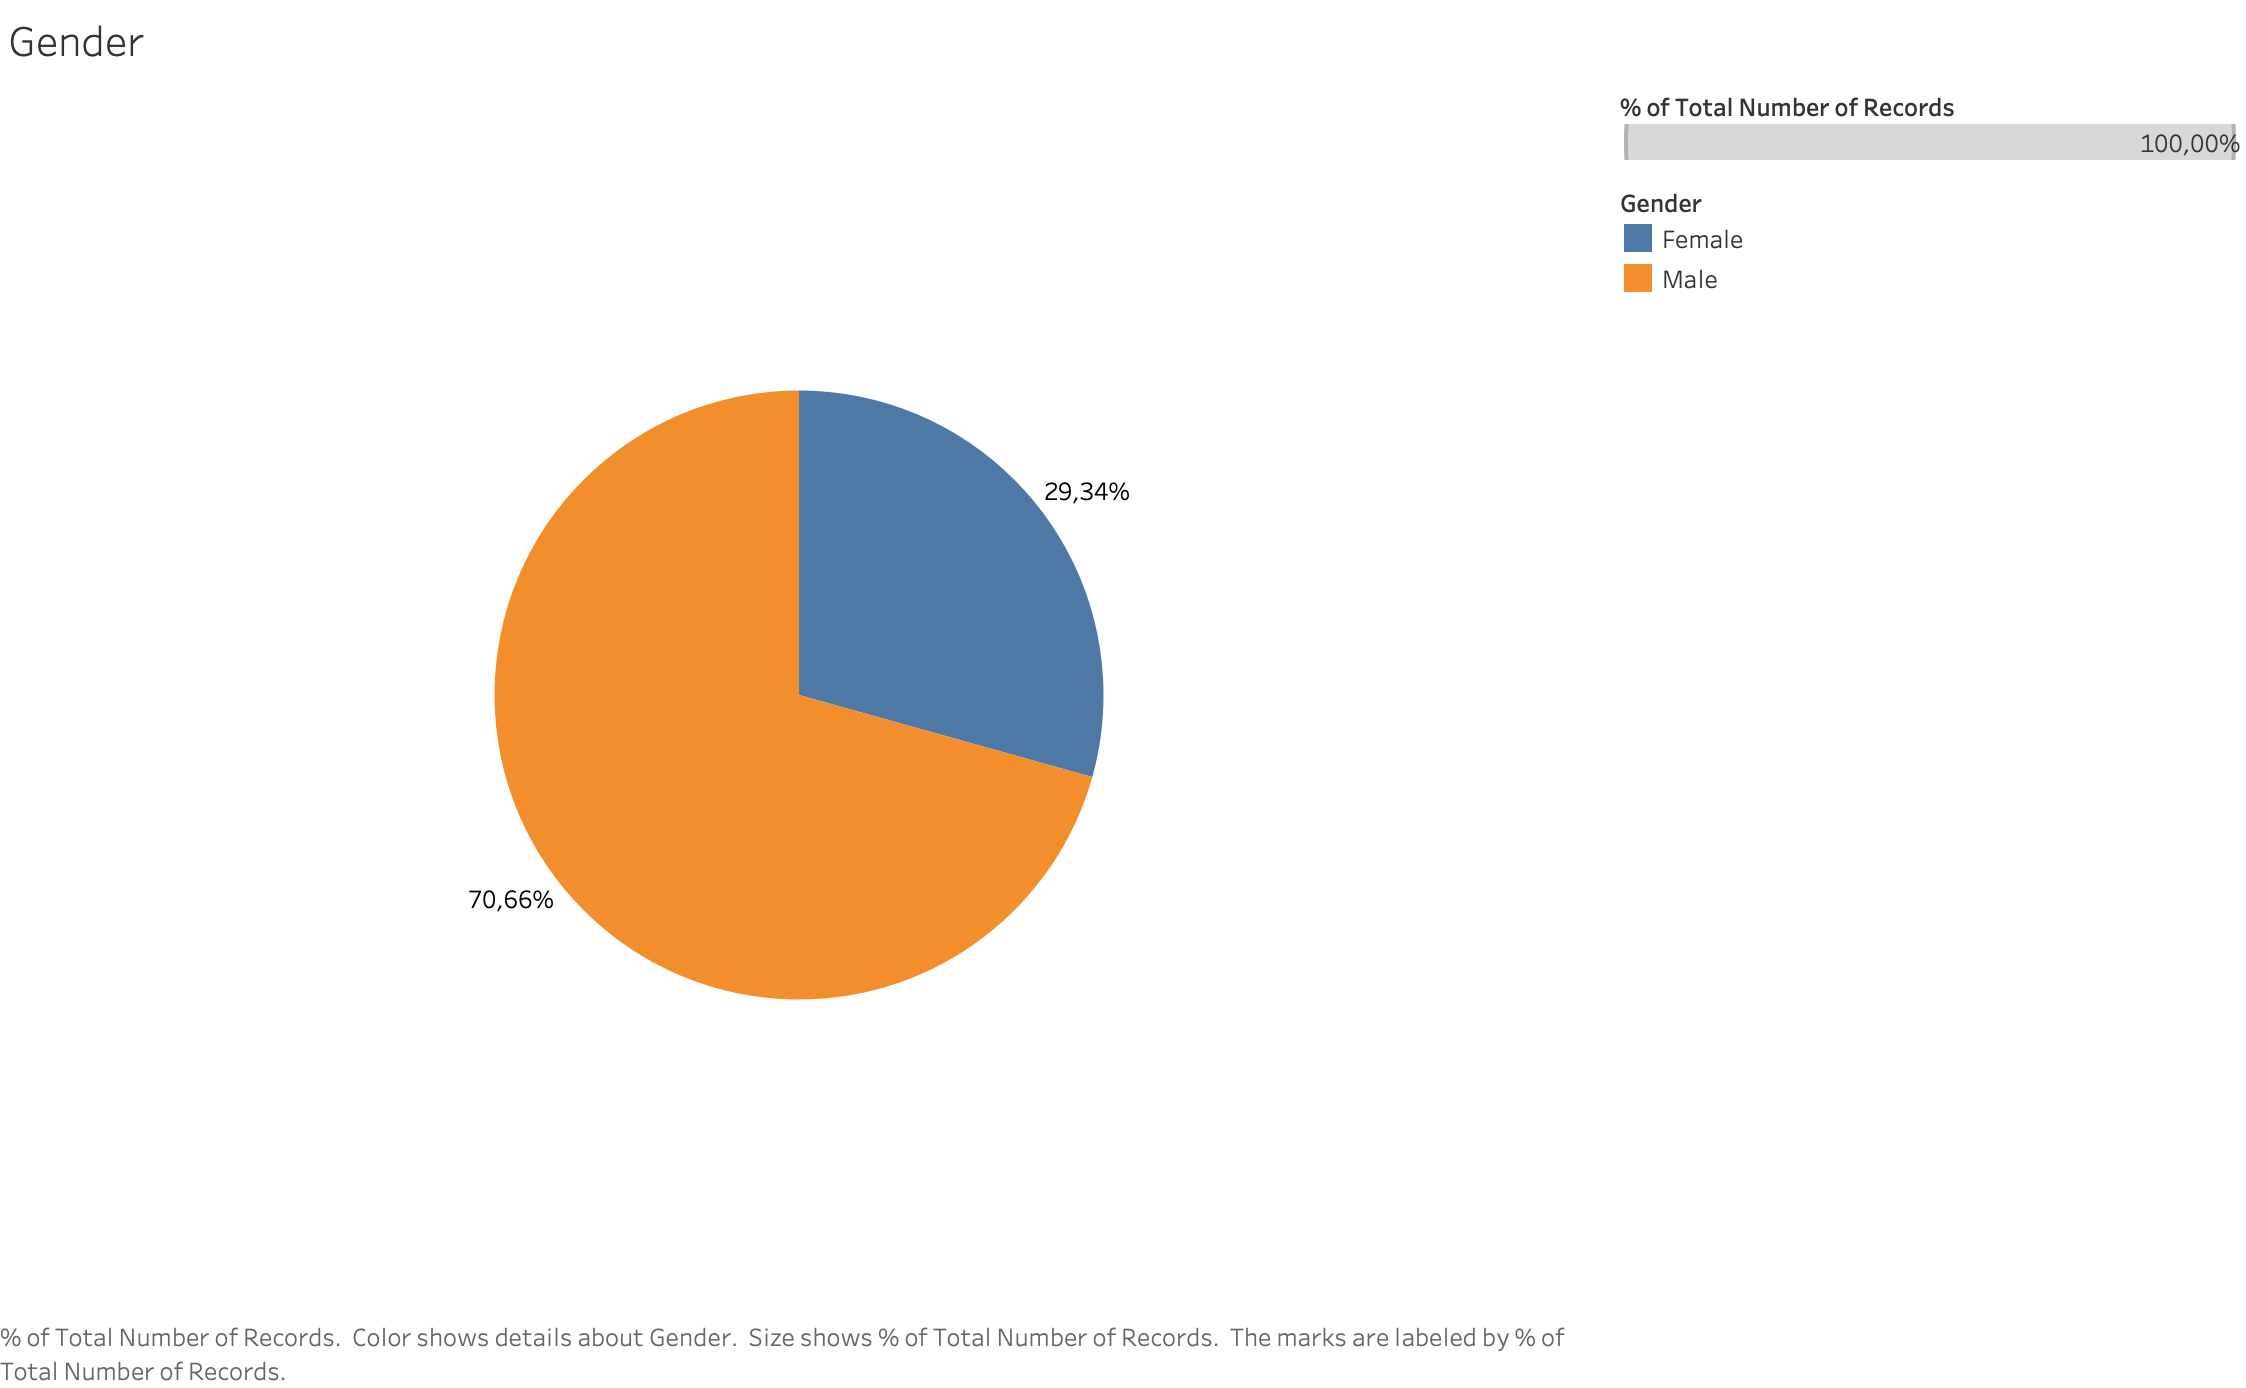 Gender
% of Total Number of Records
100,00%
Gender
Female
Male
29,34%
70,66%
% of Total Number of Records.  Color shows details about Gender.  Size shows % of Total Number of Records.  The marks are labeled by % of
Total Number of Records.